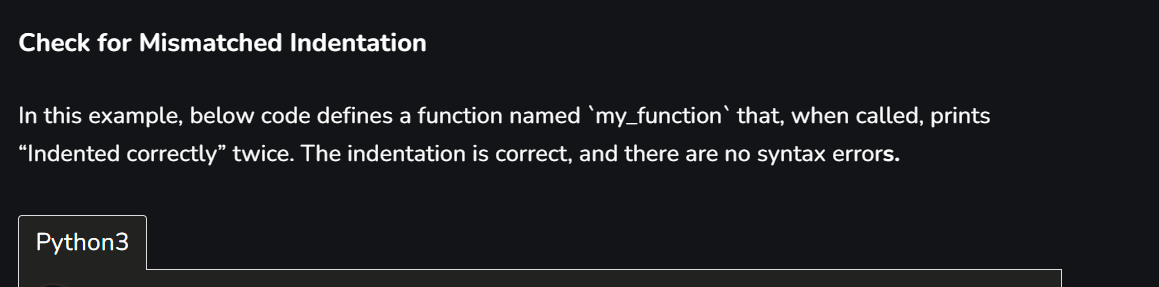 Check for Mismatched Indentation
In this example, below code defines a function named `my_function` that, when called, prints
“Indented correctly” twice. The indentation is correct, and there are no syntax errors.
Python3